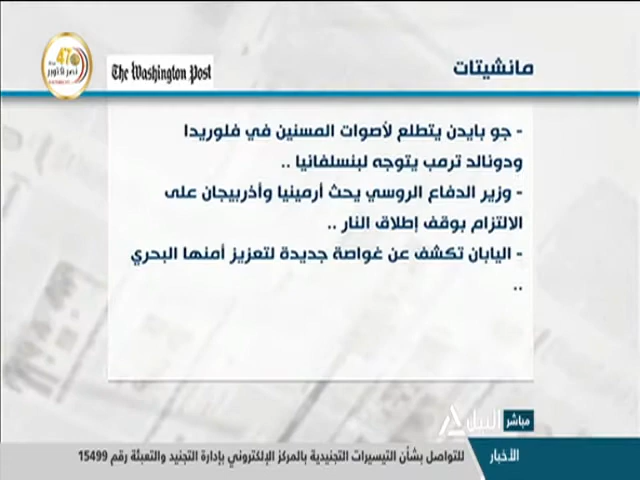 مانشيتات
The Washington Post
47
- جو بايدن يتطلع لأصوات المسنين في فلوريدا
ودونالد ترمب يتوجه لبنسلفانيا ..
- وزير الدفاع الروسي يحث أرمينيا وأذربيجان على
الالتزام بوقف إطلاق النار ..
- اليابان تكشف عن غواصة جديدة لتعزيز أمنها البحري
..
مباشر النيل
الأخبار
للتواصل بشأن التيسيرات التجنيدية بالمركز الإلكتروني بإدارة التجنيد والتعبئة رقم 15499